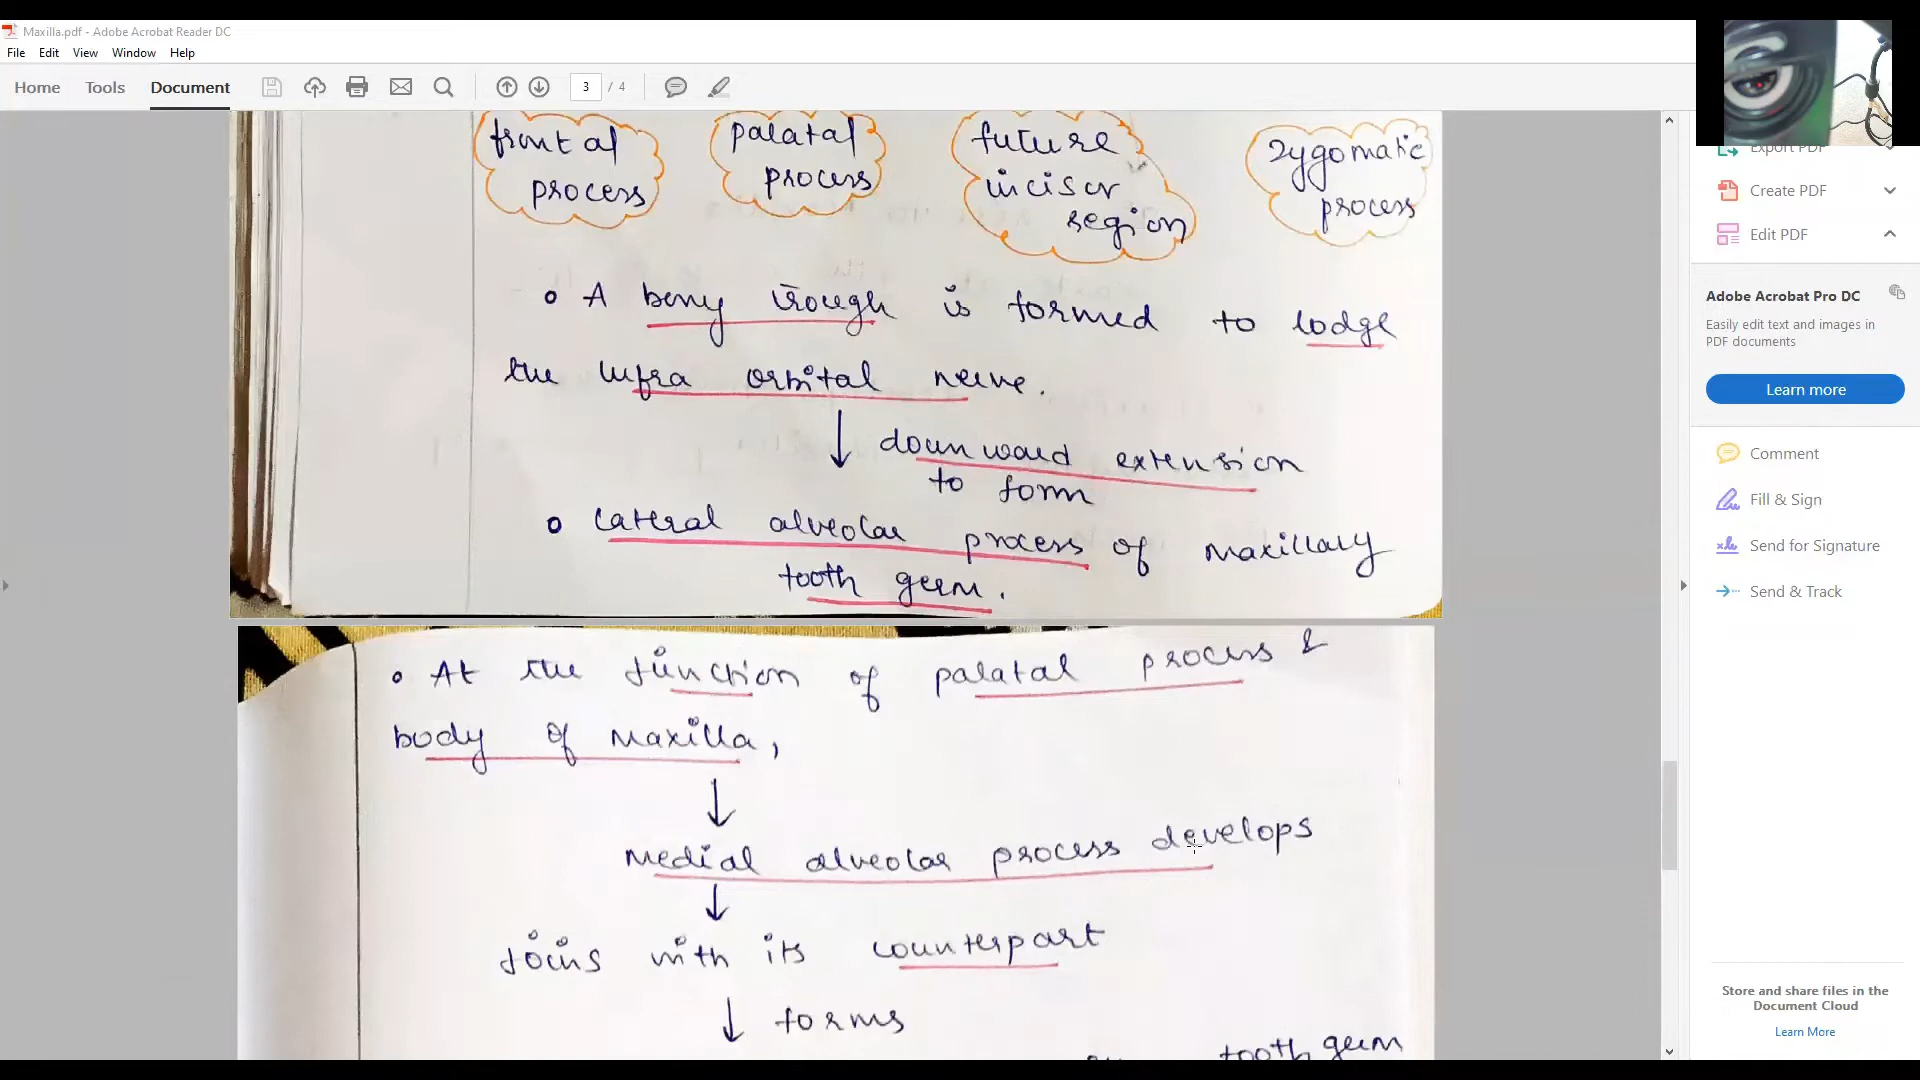 Maxilla.pdf - Adobe Acrobat Reader DC
File Edit View Window Help
Home Tools Document 3 / 4
frontal process
palatal process
future incisor region
zygomatic process
• A bony trough is formed to lodge
the Infra orbital nerve.
↓ downward extension
to form
• Lateral alveolar process of maxillary
tooth germ.
• At the junction of palatal process &
body of Maxilla,
↓
Medial alveolar process develops
↓
Joins with its counterpart
↓ forms
tooth germ
Export PDF
Create PDF
Edit PDF
Adobe Acrobat Pro DC
Easily edit text and images in
PDF documents
Learn more
Comment
Fill & Sign
Send for Signature
Send & Track
Store and share files in the
Document Cloud
Learn More